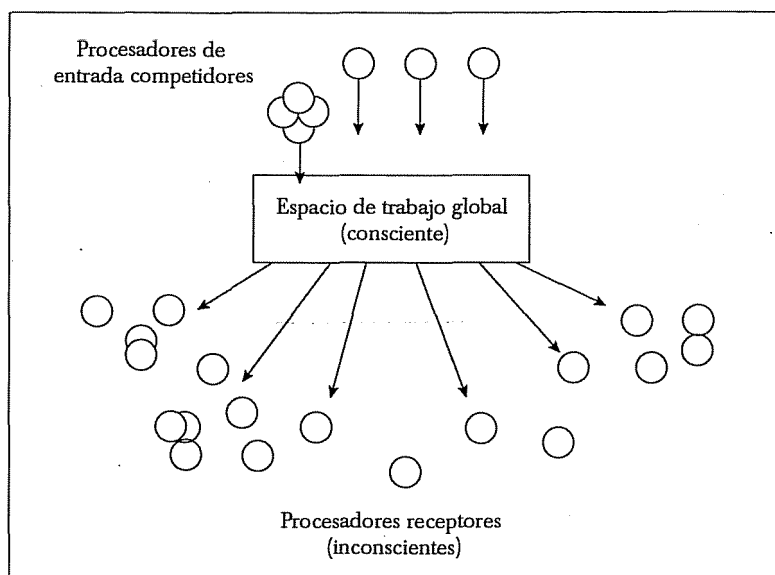 Procesadores de
entrada competidores
Espacio de trabajo global
(consciente)
Procesadores receptores
(inconscientes)